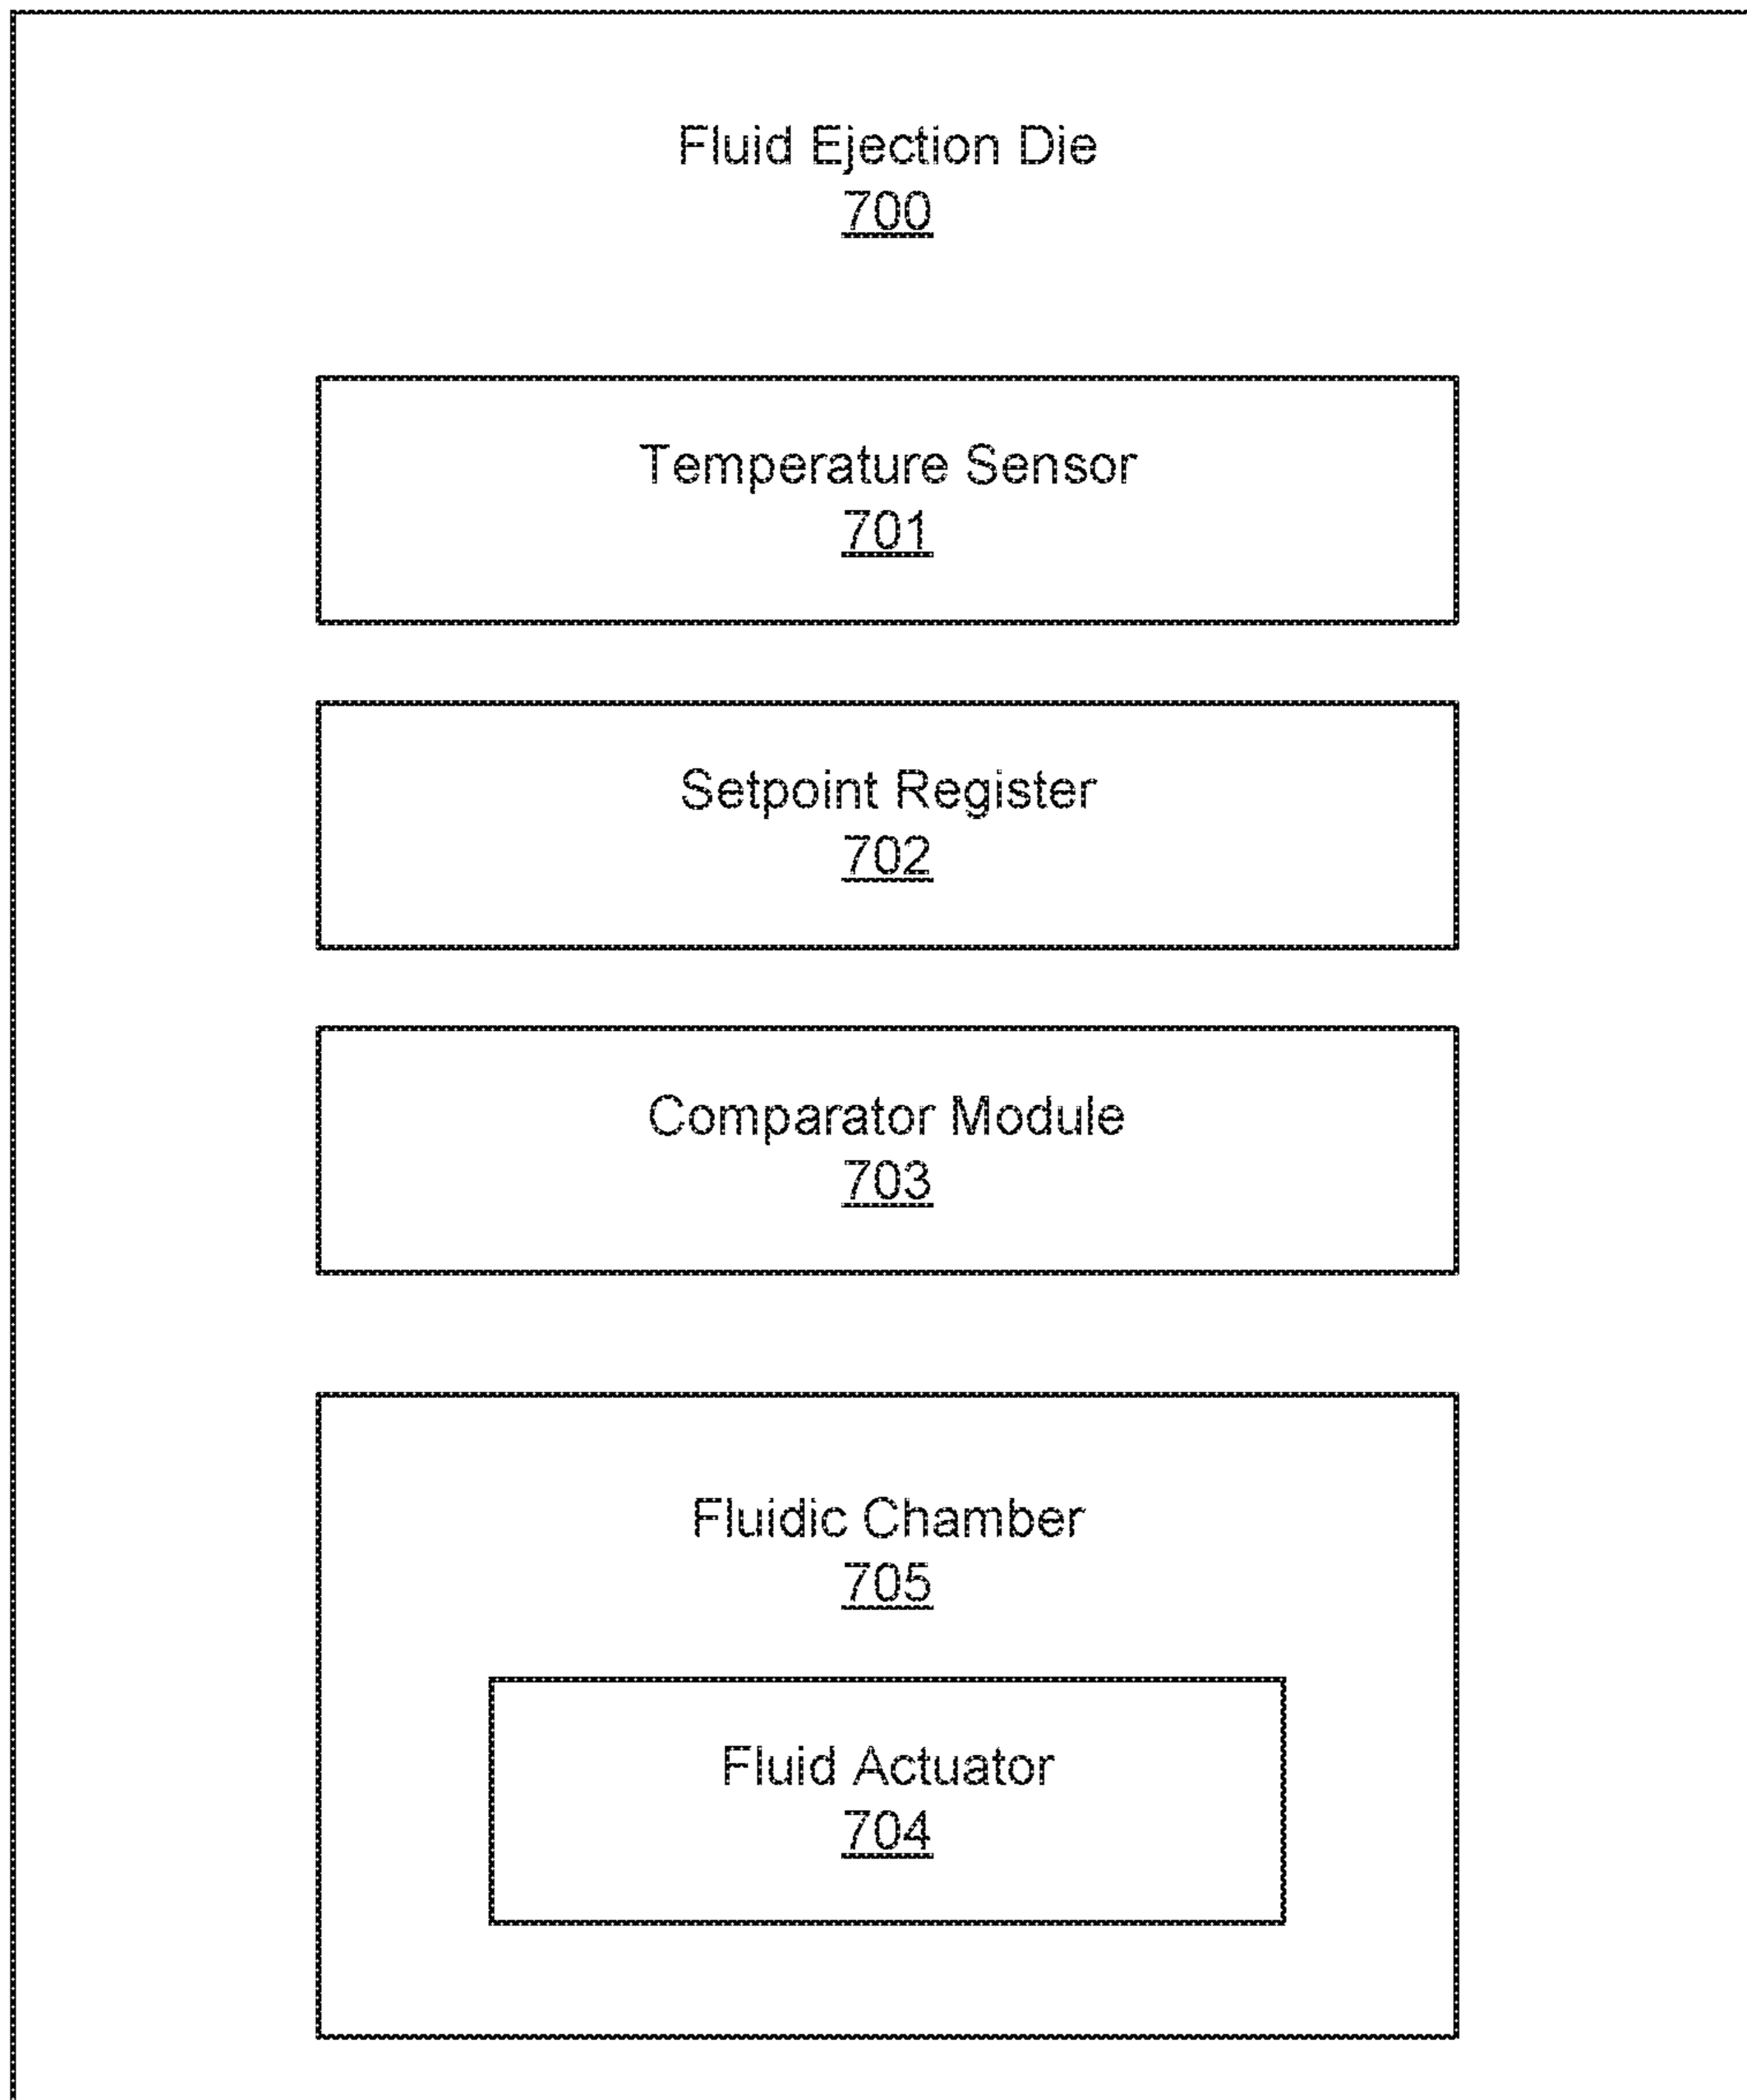 Fluid Ejection Die
700
Temperature Sensor
701
Setpoint Register
702
Comparator Module
703
Fluidic Chamber
705
Fluid Actuator
704